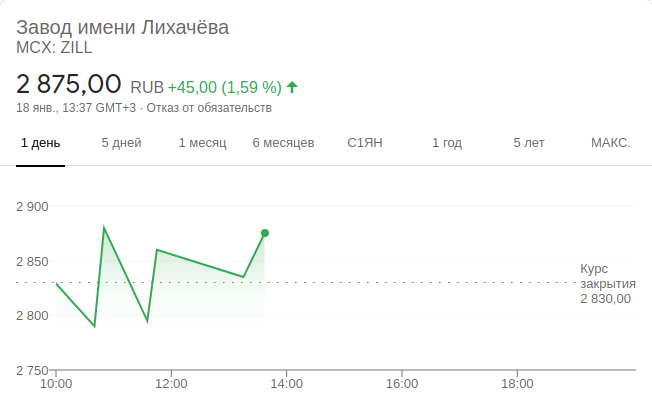 Завод имени Лихачёва
MCX: ZILL
2 875,00 RUB +45,00 (1,59 %)
18 янв., 13:37 GMT+3 · Отказ от обязательств
1 день 5 дней 1 месяц 6 месяцев С1ЯН 1 год 5 лет МАКС.
2 900
2 850
Курс
закрытия
2 830,00
2 800
2 750
10:00 12:00 14:00 16:00 18:00